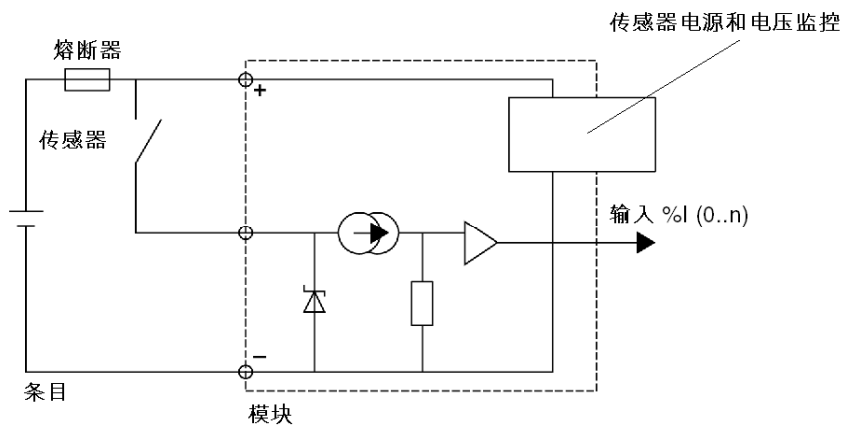 传感器电源和电压监控
熔断器
+
传感器
输入 %I (0..n)
−
条目
模块